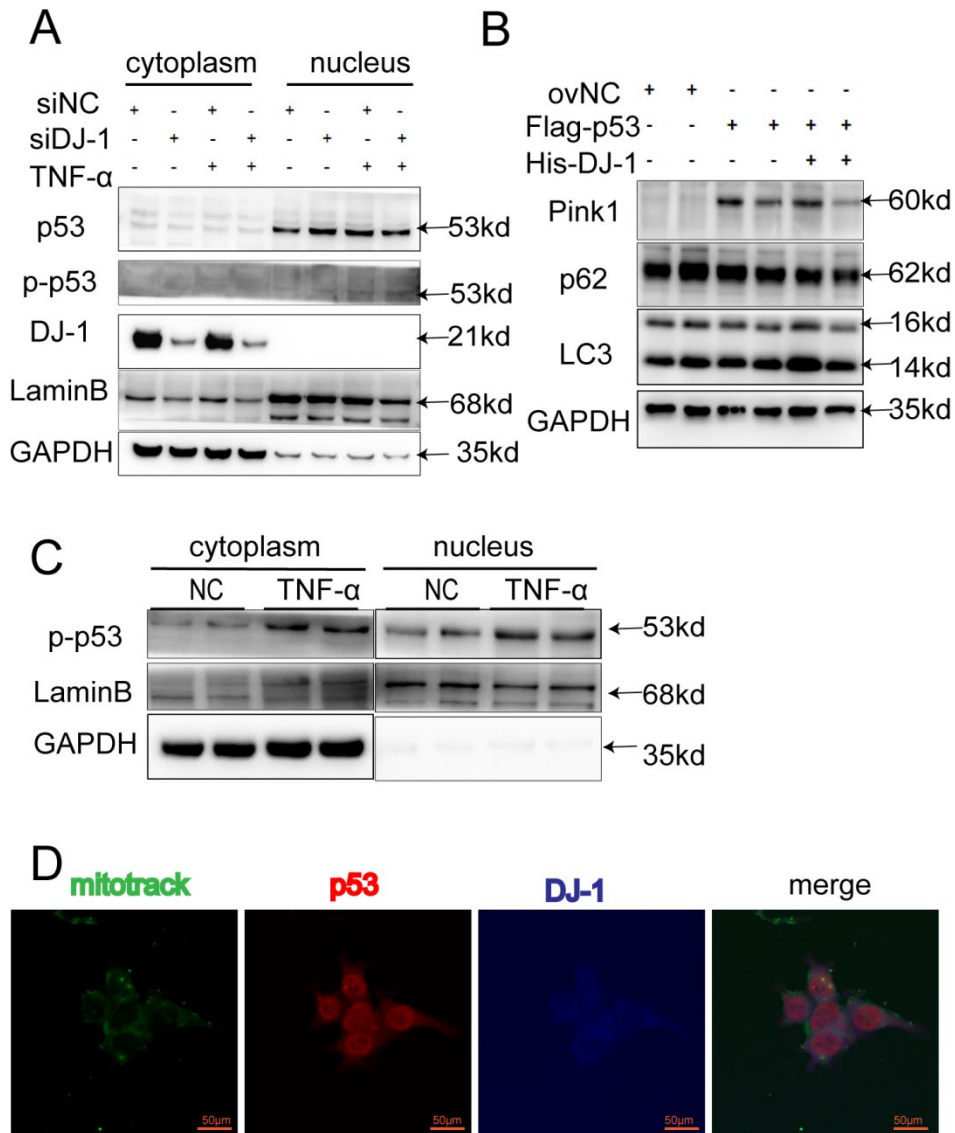 A
cytoplasm nucleus
siNC + - + - + - + -
siDJ-1 - + - + - + - +
TNF-α - - + + - - + +
p53 53kd
p-p53 53kd
DJ-1 21kd
LaminB 68kd
GAPDH 35kd
B
ovNC + + - - - -
Flag-p53 - - + + + +
His-DJ-1 - - - - + +
Pink1 60kd
p62 62kd
LC3 16kd
14kd
GAPDH 35kd
C
cytoplasm nucleus
NC TNF-α NC TNF-α
p-p53 53kd
LaminB 68kd
GAPDH 35kd
D
mitotrack p53 DJ-1 merge
50μm 50μm 50μm 50μm